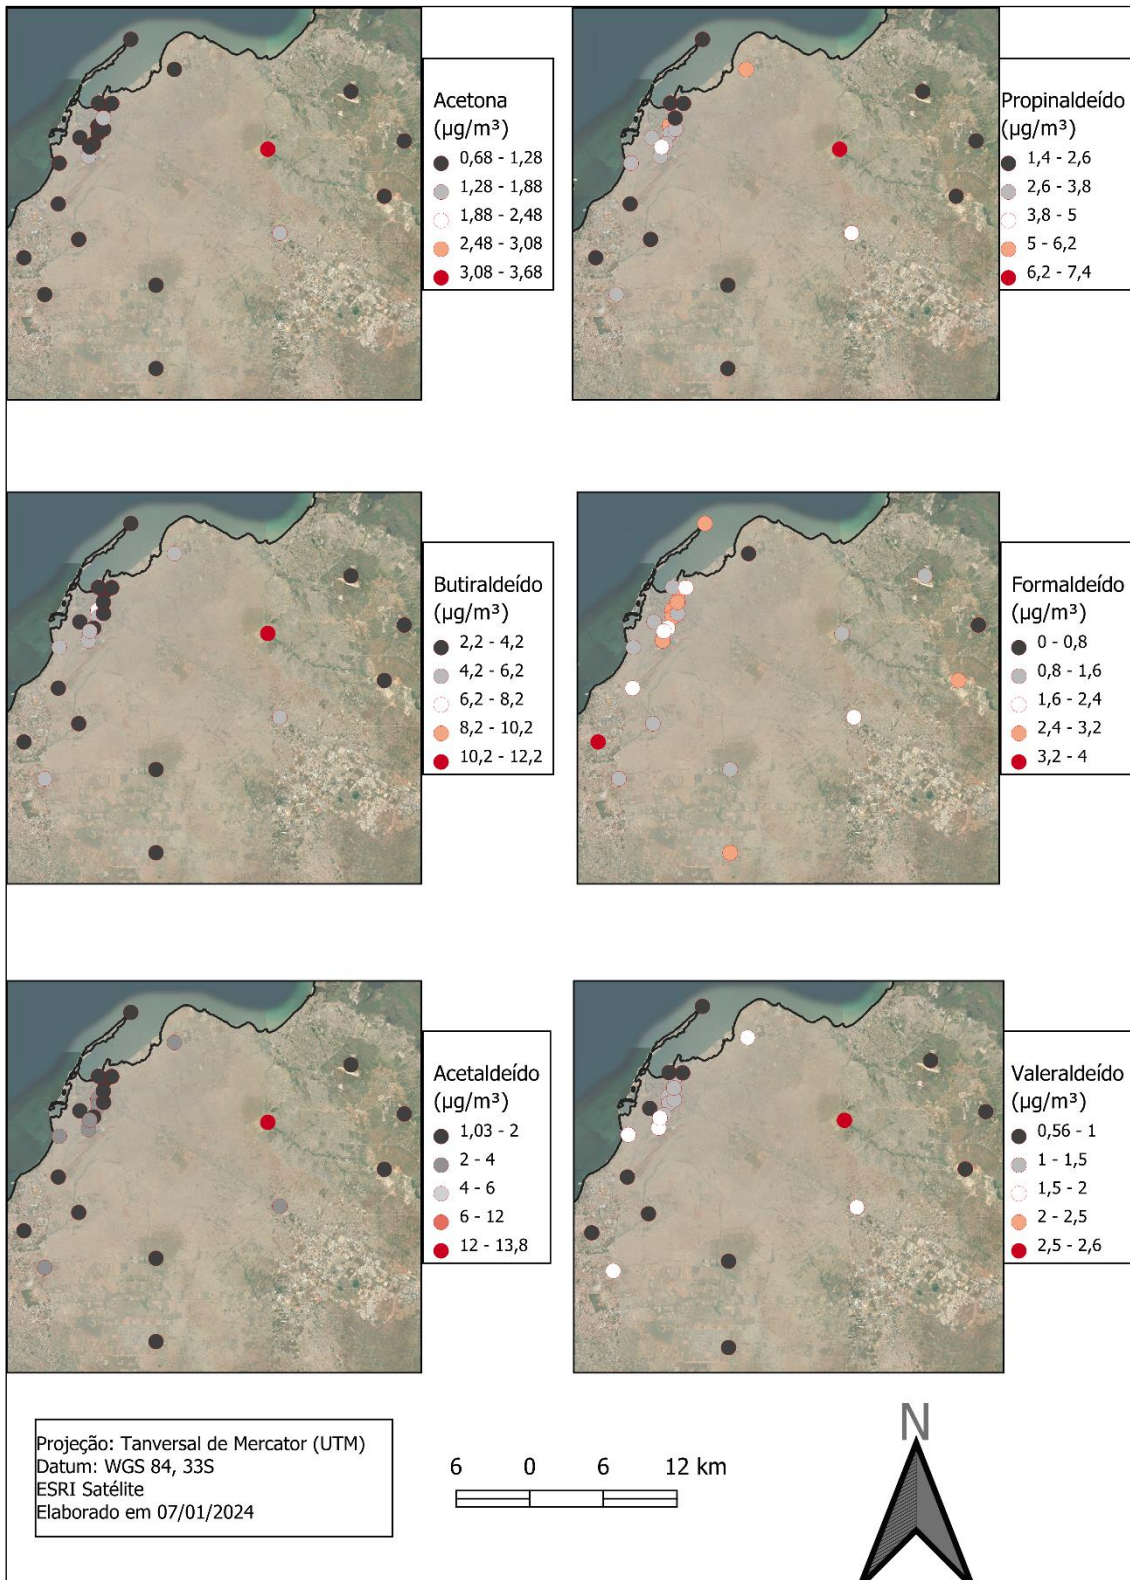 Acetona
(µg/m³)
0,68 - 1,28
1,28 - 1,88
1,88 - 2,48
2,48 - 3,08
3,08 - 3,68
Propinaldeído
(µg/m³)
1,4 - 2,6
2,6 - 3,8
3,8 - 5
5 - 6,2
6,2 - 7,4
Butiraldeído
(µg/m³)
2,2 - 4,2
4,2 - 6,2
6,2 - 8,2
8,2 - 10,2
10,2 - 12,2
Formaldeído
(µg/m³)
0 - 0,8
0,8 - 1,6
1,6 - 2,4
2,4 - 3,2
3,2 - 4
Acetaldeído
(µg/m³)
1,03 - 2
2 - 4
4 - 6
6 - 12
12 - 13,8
Valeraldeído
(µg/m³)
0,56 - 1
1 - 1,5
1,5 - 2
2 - 2,5
2,5 - 2,6
Projeção: Tanversal de Mercator (UTM)
Datum: WGS 84, 33S
ESRI Satélite
Elaborado em 07/01/2024
6 0 6 12 km
N